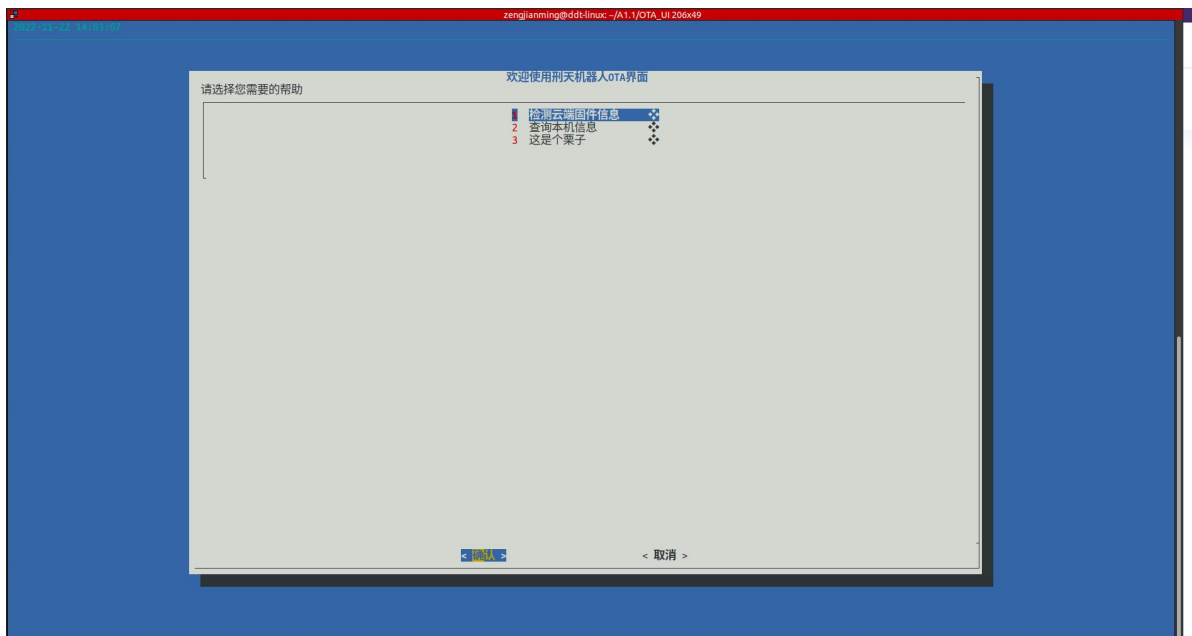 zengjianming@ddt-linux: ~/A1.1/OTA_UI 206x49
2022-11-22 14:03:07
欢迎使用刑天机器人OTA界面
请选择您需要的帮助
1 检测云端固件信息
2 查询本机信息
3 这是个栗子
< 确认 > < 取消 >